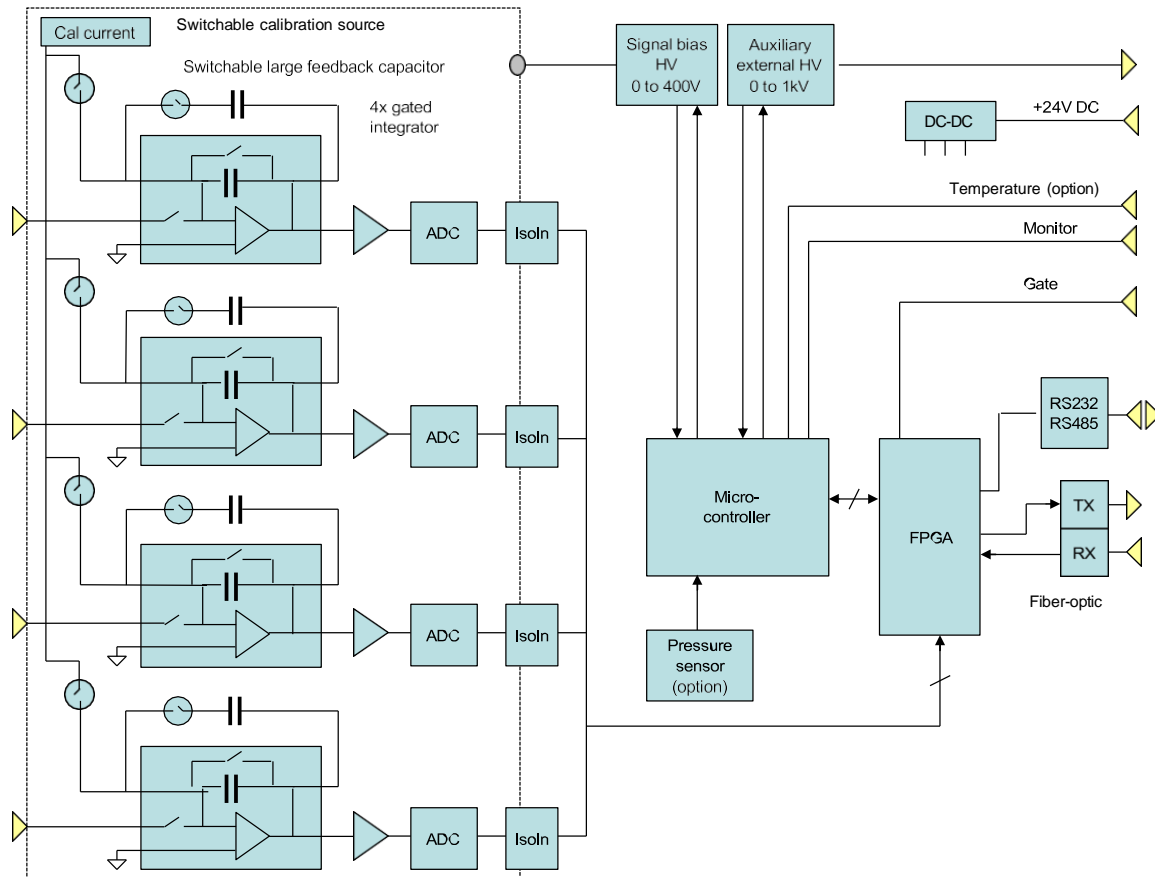 Cal current
Switchable calibration source
Switchable large feedback capacitor
4x gated
integrator
Signal bias
HV
0 to 400V
Auxiliary
external HV
0 to 1kV
DC-DC
+24V DC
Temperature (option)
Monitor
Gate
ADC
Isoln
ADC
Isoln
RS232
RS485
Micro-
controller
FPGA
TX
RX
Fiber-optic
ADC
Isoln
Pressure
sensor
(option)
ADC
Isoln